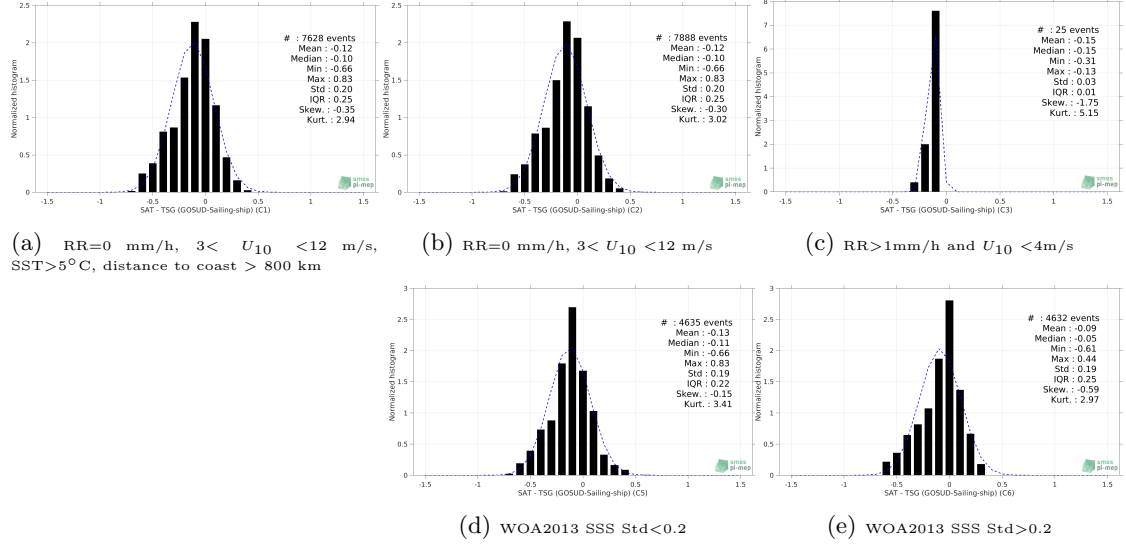 Normalized histogram
2.5
2
1.5
1
0.5
0
-1.5 -1 -0.5 0 0.5 1 1.5
SAT - TSG (GOSUD-Sailing-ship) (C1)
# : 7628 events
Mean : -0.12
Median : -0.10
Min : -0.66
Max : 0.83
Std : 0.20
IQR : 0.25
Skew. : -0.35
Kurt. : 2.94
smos
pi-mep
(a) RR=0 mm/h, 3< U10 <12 m/s,
SST>5°C, distance to coast > 800 km
Normalized histogram
2.5
2
1.5
1
0.5
0
-1.5 -1 -0.5 0 0.5 1 1.5
SAT - TSG (GOSUD-Sailing-ship) (C2)
# : 7888 events
Mean : -0.12
Median : -0.10
Min : -0.66
Max : 0.83
Std : 0.20
IQR : 0.25
Skew. : -0.30
Kurt. : 3.02
smos
pi-mep
(b) RR=0 mm/h, 3< U10 <12 m/s
Normalized histogram
8
7
6
5
4
3
2
1
0
-1.5 -1 -0.5 0 0.5 1 1.5
SAT - TSG (GOSUD-Sailing-ship) (C3)
# : 25 events
Mean : -0.15
Median : -0.15
Min : -0.31
Max : -0.13
Std : 0.03
IQR : 0.01
Skew. : -1.75
Kurt. : 5.15
smos
pi-mep
(c) RR>1mm/h and U10 <4m/s
Normalized histogram
3
2.5
2
1.5
1
0.5
0
-1.5 -1 -0.5 0 0.5 1 1.5
SAT - TSG (GOSUD-Sailing-ship) (C5)
# : 4635 events
Mean : -0.13
Median : -0.11
Min : -0.66
Max : 0.83
Std : 0.19
IQR : 0.22
Skew. : -0.15
Kurt. : 3.41
smos
pi-mep
(d) WOA2013 SSS Std<0.2
Normalized histogram
3
2.5
2
1.5
1
0.5
0
-1.5 -1 -0.5 0 0.5 1 1.5
SAT - TSG (GOSUD-Sailing-ship) (C6)
# : 4632 events
Mean : -0.09
Median : -0.05
Min : -0.61
Max : 0.44
Std : 0.19
IQR : 0.25
Skew. : -0.59
Kurt. : 2.97
smos
pi-mep
(e) WOA2013 SSS Std>0.2